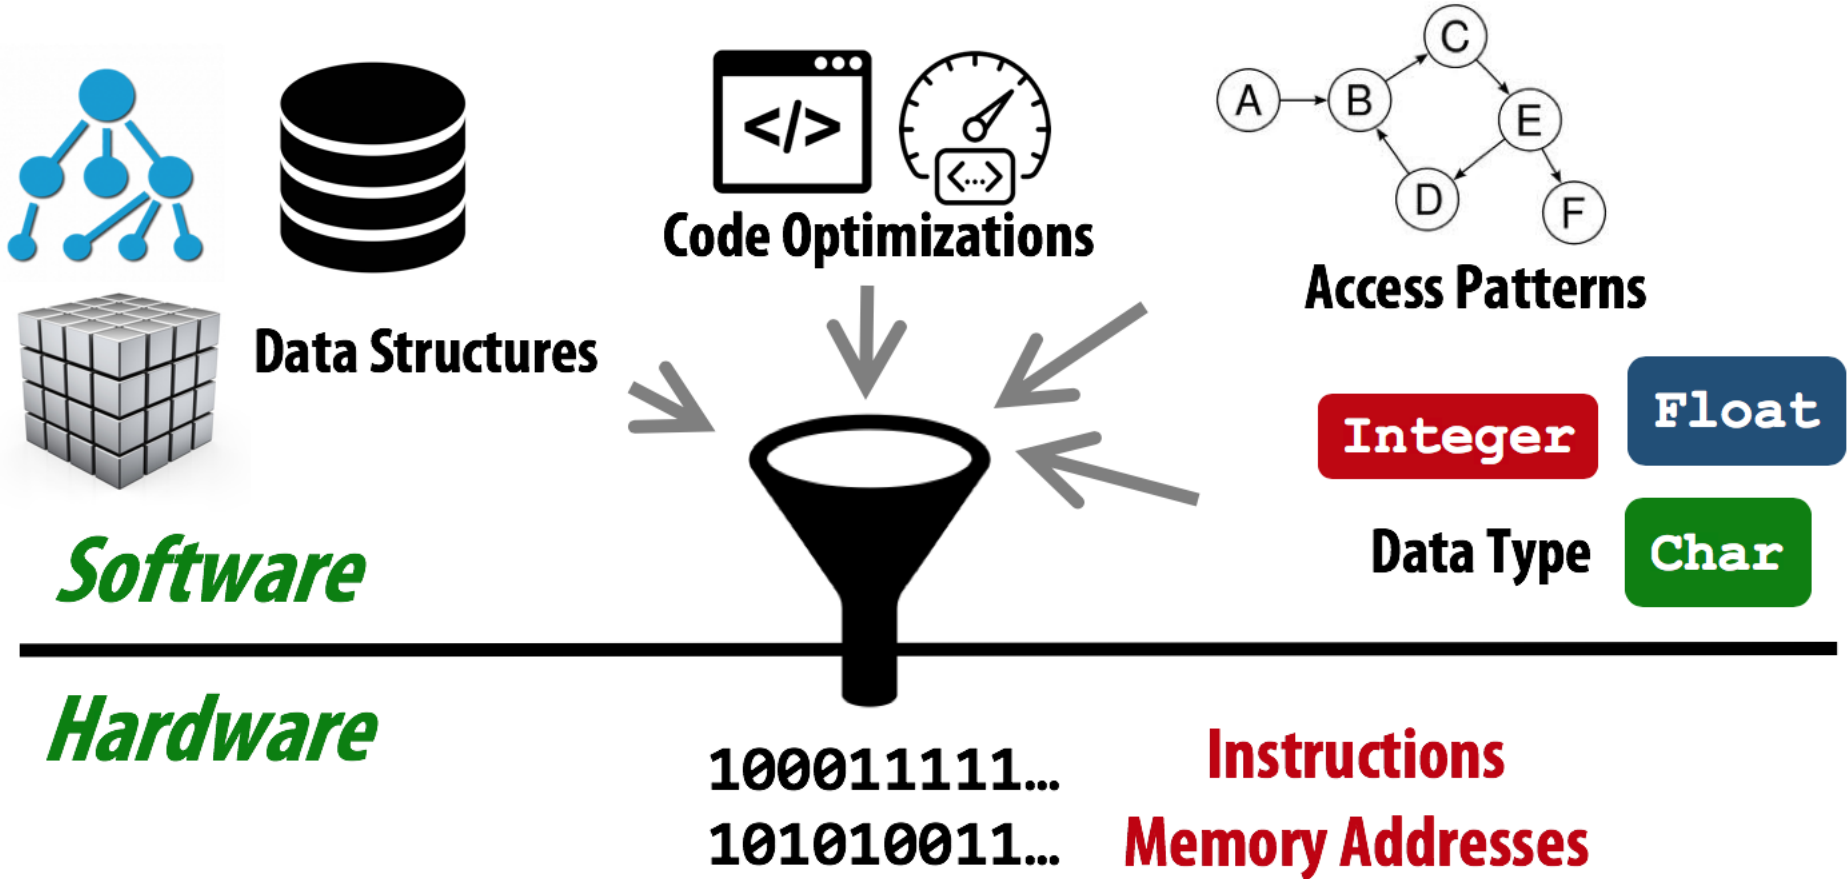 </>
<...>
Code Optimizations
A
B
C
E
D
F
Access Patterns
Data Structures
Integer
Float
Data Type
Char
Software
Hardware
100011111...
Instructions
101010011...
Memory Addresses